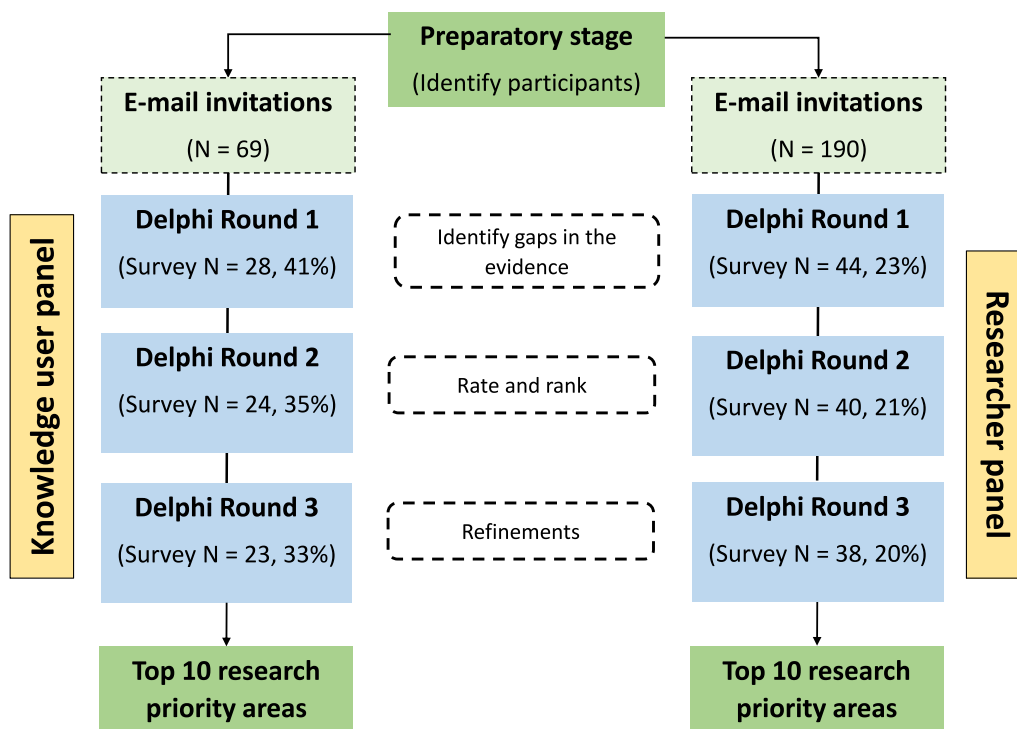 Preparatory stage
(Identify participants)
E-mail invitations
(N = 69)
E-mail invitations
(N = 190)
Knowledge user panel
Delphi Round 1
(Survey N = 28, 41%)
Identify gaps in the
evidence
Delphi Round 1
(Survey N = 44, 23%)
Researcher panel
Delphi Round 2
(Survey N = 24, 35%)
Rate and rank
Delphi Round 2
(Survey N = 40, 21%)
Delphi Round 3
(Survey N = 23, 33%)
Refinements
Delphi Round 3
(Survey N = 38, 20%)
Top 10 research
priority areas
Top 10 research
priority areas